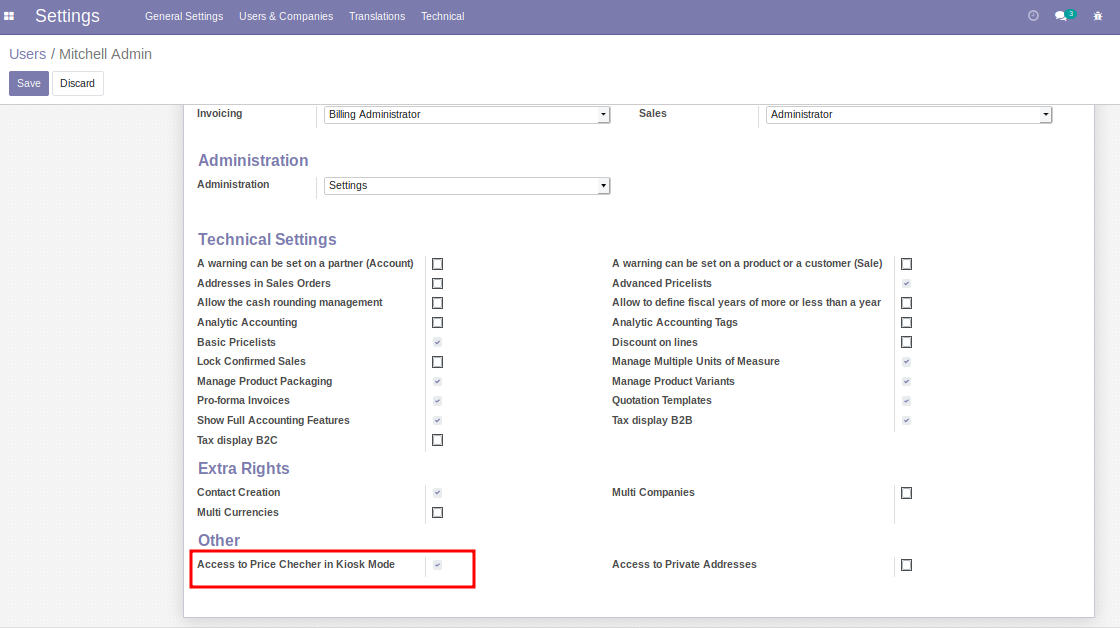 Settings General Settings Users & Companies Translations Technical 3
Users / Mitchell Admin
Save Discard
Invoicing Billing Administrator Sales Administrator
Administration
Administration Settings
Technical Settings
A warning can be set on a partner (Account) A warning can be set on a product or a customer (Sale)
Addresses in Sales Orders Advanced Pricelists
Allow the cash rounding management Allow to define fiscal years of more or less than a year
Analytic Accounting Analytic Accounting Tags
Basic Pricelists Discount on lines
Lock Confirmed Sales Manage Multiple Units of Measure
Manage Product Packaging Manage Product Variants
Pro-forma Invoices Quotation Templates
Show Full Accounting Features Tax display B2B
Tax display B2C
Extra Rights
Contact Creation Multi Companies
Multi Currencies
Other
Access to Price Checher in Kiosk Mode Access to Private Addresses